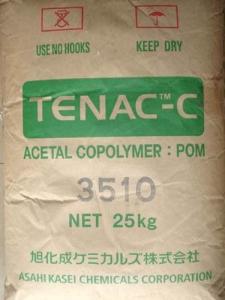 USE NO HOOKS KEEP DRY
TENAC™-C
ACETAL COPOLYMER : POM
3510
NET 25kg
旭化成ケミカルズ株式会社
ASAHI KASEI CHEMICALS CORPORATION